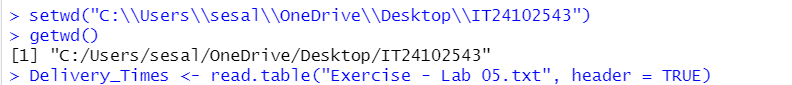 > setwd("C:\\Users\\sesal\\OneDrive\\Desktop\\IT24102543")
> getwd()
[1] "C:/Users/sesal/OneDrive/Desktop/IT24102543"
> Delivery_Times <- read.table("Exercise - Lab 05.txt", header = TRUE)